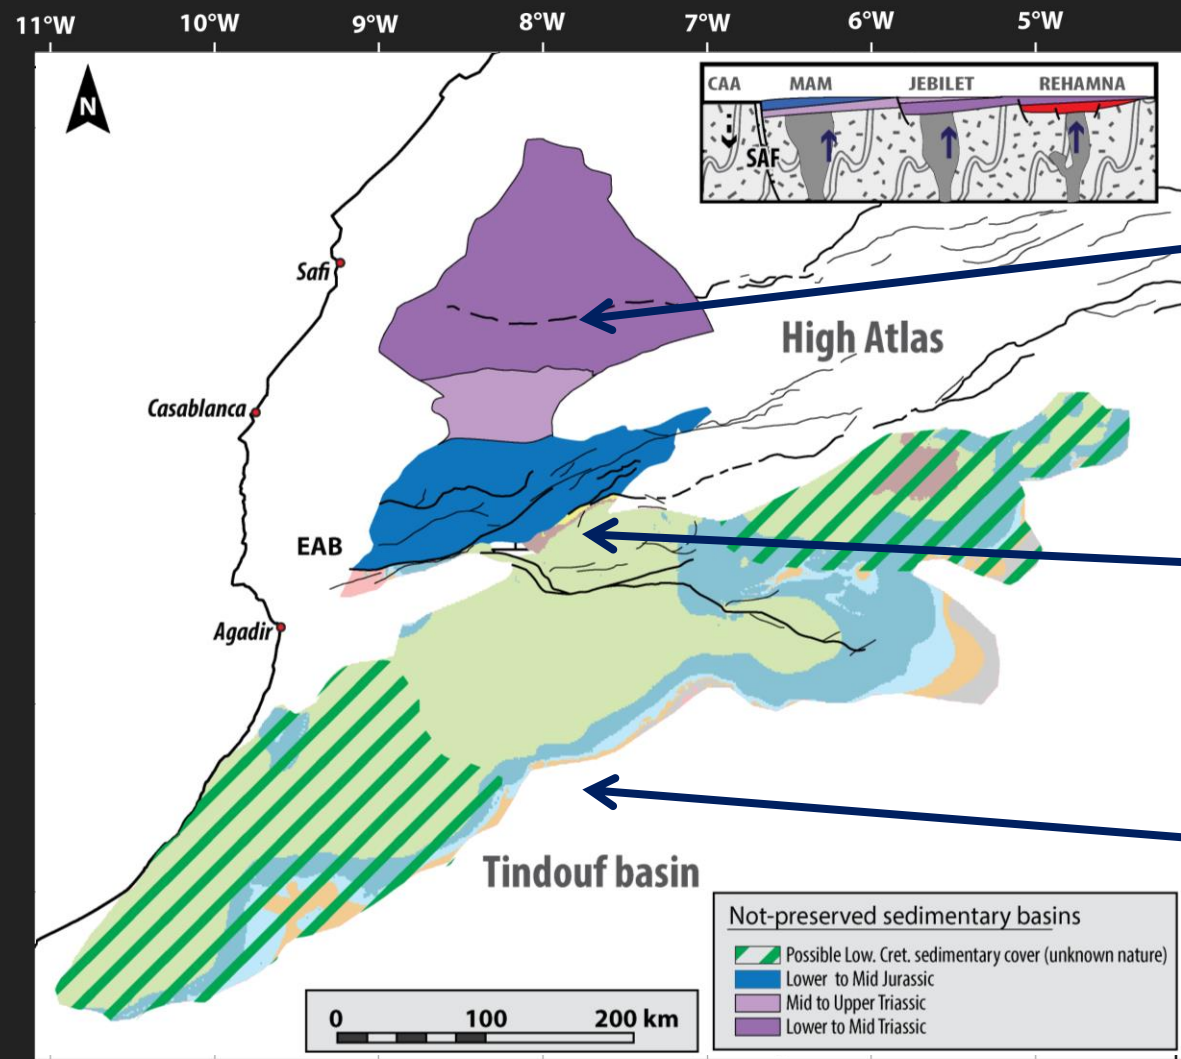 11°W 10°W 9°W 8°W 7°W 6°W 5°W
N
CAA MAM JEBILET REHAMNA
SAF
Safi
High Atlas
Casablanca
EAB
Agadir
Tindouf basin
Not-preserved sedimentary basins
Possible Low. Cret. sedimentary cover (unknown nature)
Lower to Mid Jurassic
Mid to Upper Triassic
Lower to Mid Triassic
0 100 200 km